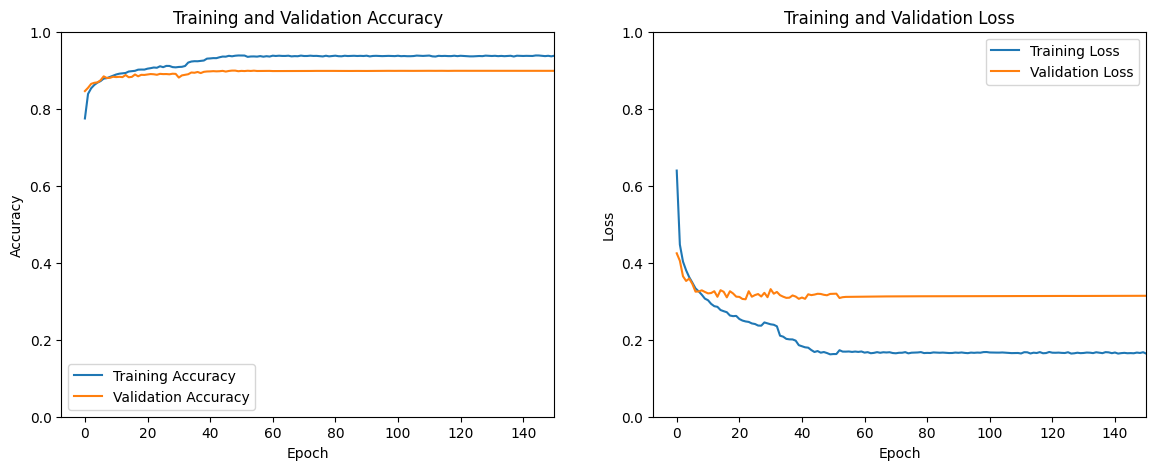 Training and Validation Accuracy
1.0
0.8
0.6
0.4
0.2
0.0
Accuracy
Training Accuracy
Validation Accuracy
0 20 40 60 80 100 120 140
Epoch
Training and Validation Loss
1.0
0.8
0.6
0.4
0.2
0.0
Loss
Training Loss
Validation Loss
0 20 40 60 80 100 120 140
Epoch